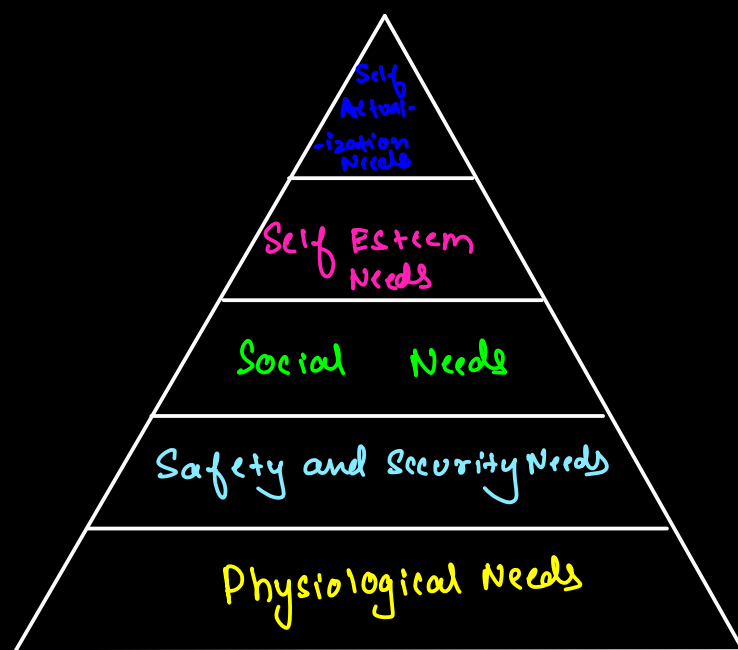 Self
Actual-
-ization
Needs
Self Esteem
Needs
Social Needs
Safety and Security Needs
Physiological Needs